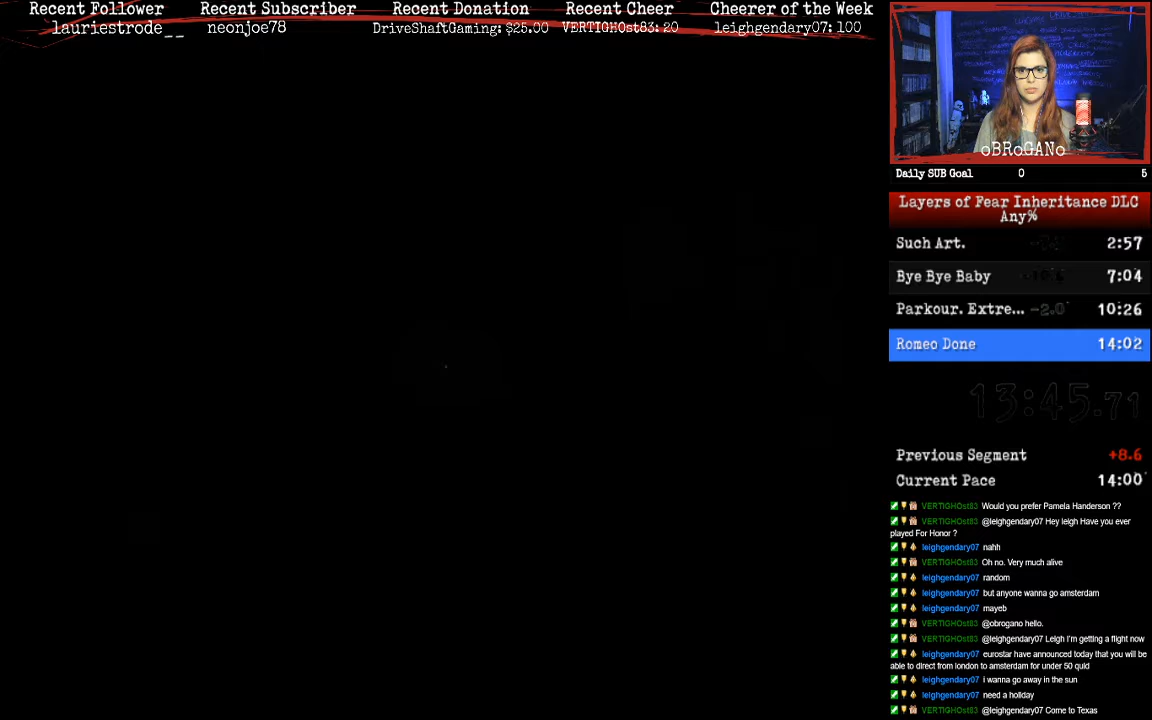 Recent Follower Recent Subscriber Recent Donation Recent Cheer Cheerer of the Week
lauriestrode__ neonjoe78 DriveShaftGaming: $25.00 VERTIGHOst83: 20 leighgendary07: 100
oBRoGANo
Daily SUB Goal 0 5
Layers of Fear Inheritance DLC
Any%
Such Art. 2:57
Bye Bye Baby 7:04
Parkour. Extre... -2.0 10:26
Romeo Done 14:02
13:45.71
Previous Segment +8.6
Current Pace 14:00
VERTIGHOst83 Would you prefer Pamela Handerson ??
VERTIGHOst83 @leighgendary07 Hey leigh Have you ever
played For Honor ?
leighgendary07 nahh
VERTIGHOst83 Oh no. Very much alive
leighgendary07 random
leighgendary07 but anyone wanna go amsterdam
leighgendary07 mayeb
VERTIGHOst83 @obrogano hello.
VERTIGHOst83 @leighgendary07 Leigh I'm getting a flight now
leighgendary07 eurostar have announced today that you will be
able to direct from london to amsterdam for under 50 quid
leighgendary07 i wanna go away in the sun
leighgendary07 need a holiday
VERTIGHOst83 @leighgendary07 Come to Texas